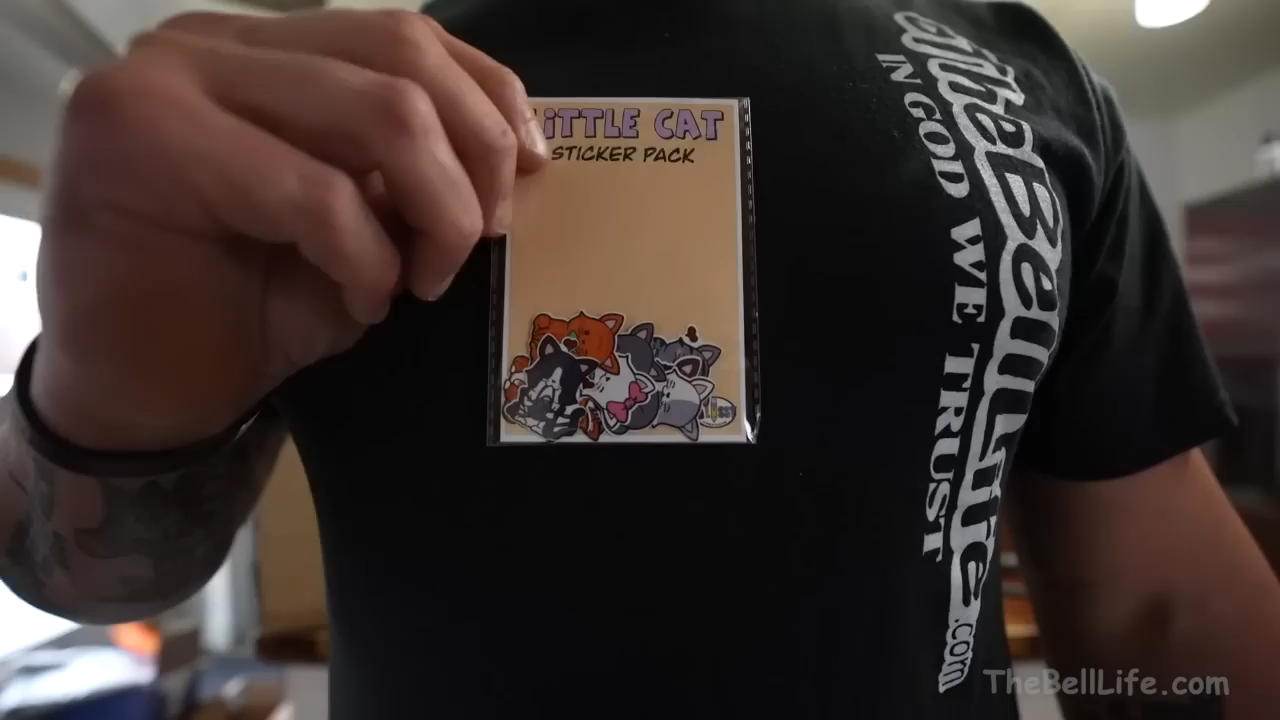 LiTTLE CAT
STICKER PACK
@TheBellLife.com
IN GOD WE TRUST
TheBellLife.com